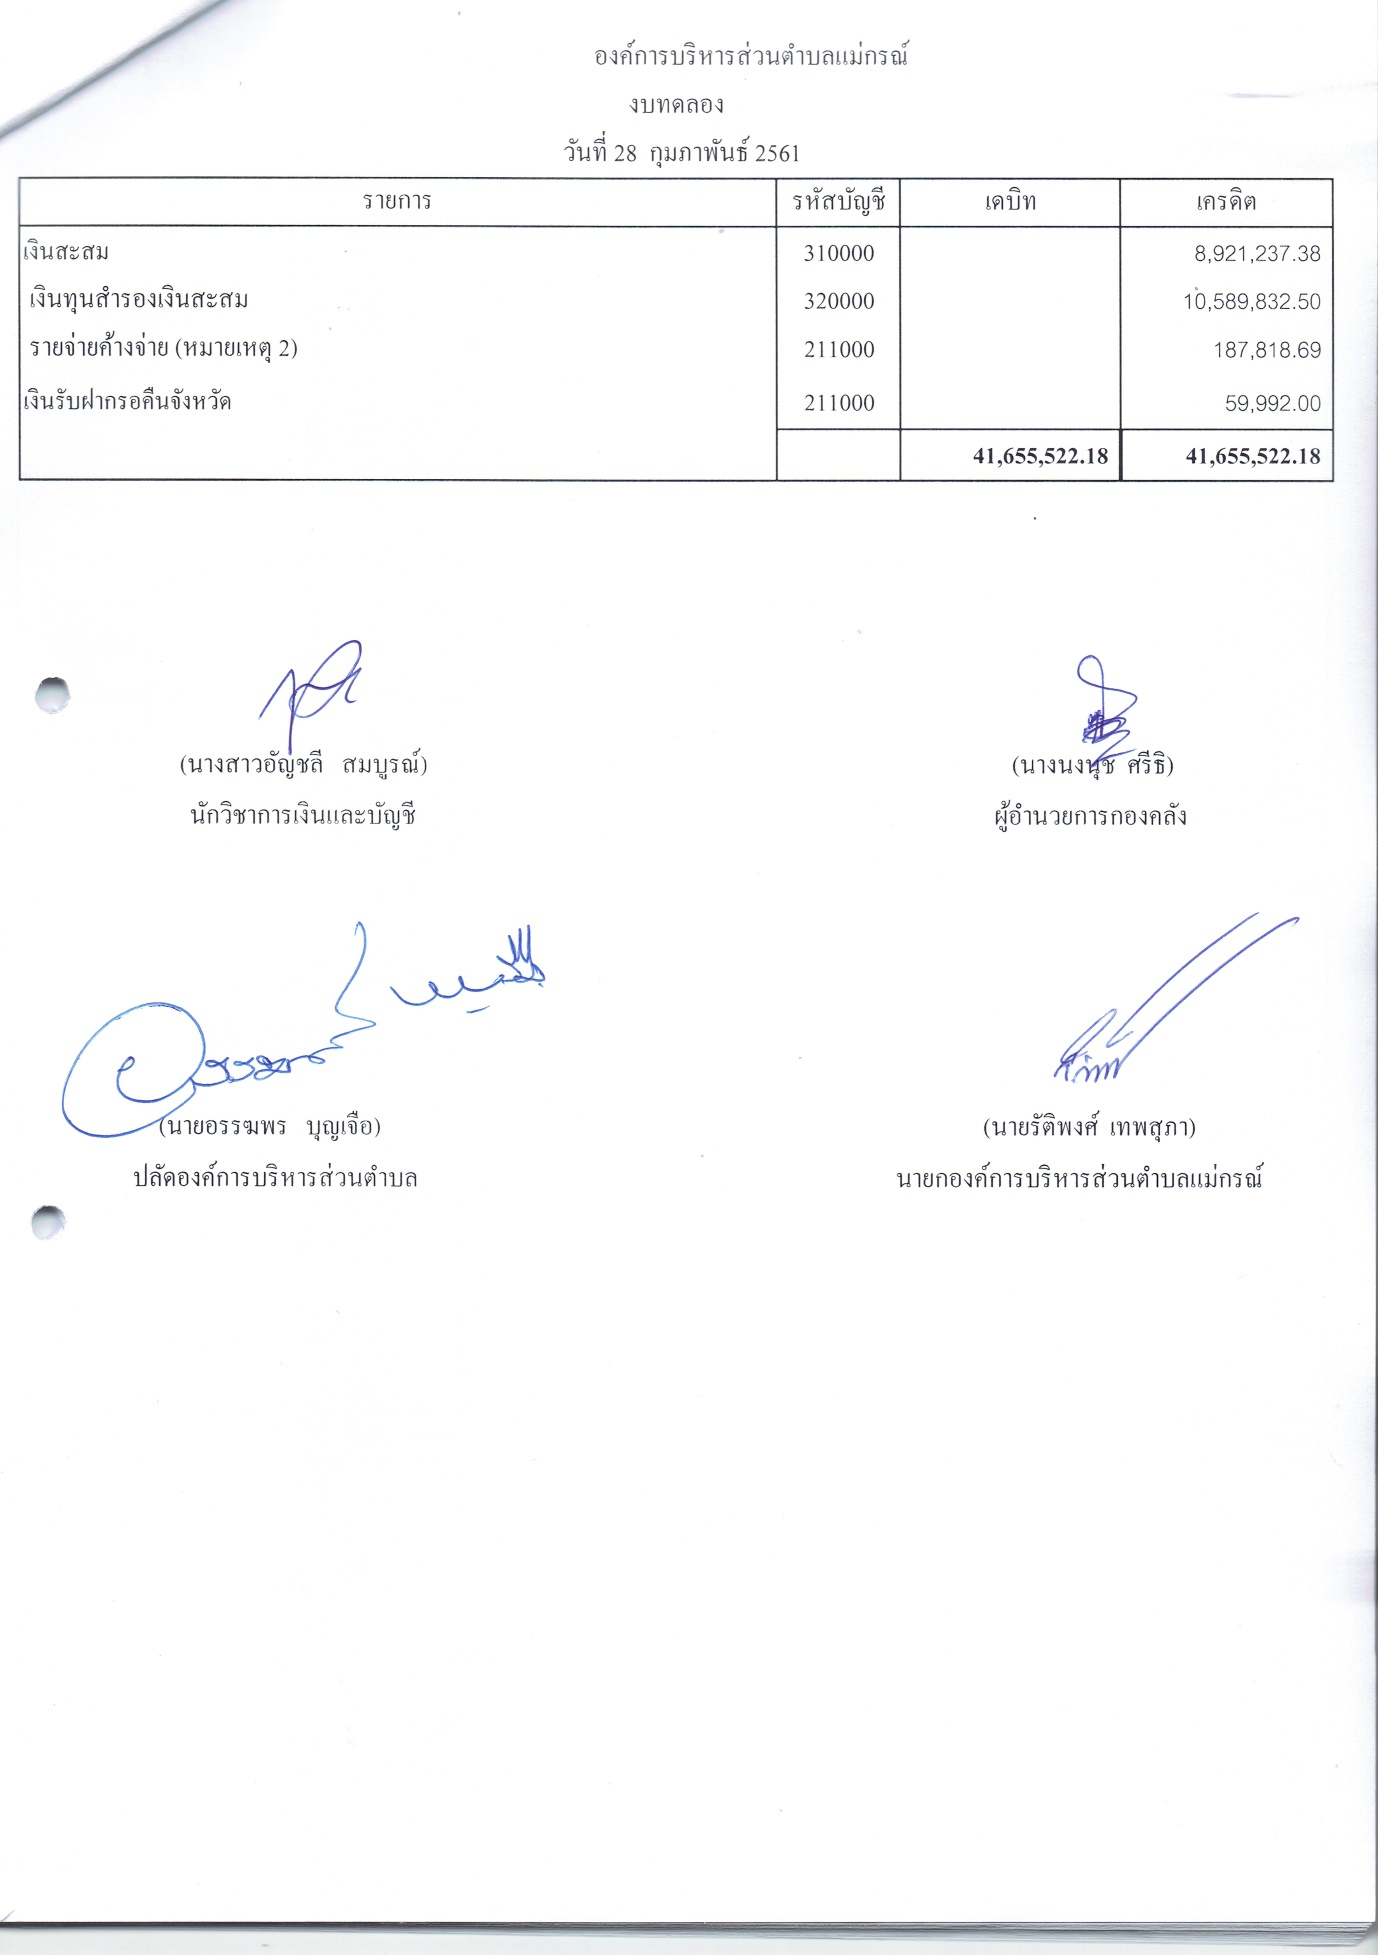 องค์การบริหารส่วนตำบลแม่กรณ์
งบทดลอง
วันที่ 28 กุมภาพันธ์ 2561
รายการ รหัสบัญชี เดบิท เครดิต
เงินสะสม 310000 8,921,237.38
เงินทุนสำรองเงินสะสม 320000 10,589,832.50
รายจ่ายค้างจ่าย (หมายเหตุ 2) 211000 187,818.69
เงินรับฝากรอคืนจังหวัด 211000 59,992.00
41,655,522.18 41,655,522.18
(นางสาวอัญชลี สมบูรณ์) (นางนงนุช ศรีธิ)
นักวิชาการเงินและบัญชี ผู้อำนวยการกองคลัง
(นายอรรฆพร บุญเจือ) (นายรัติพงศ์ เทพสุภา)
ปลัดองค์การบริหารส่วนตำบล นายกองค์การบริหารส่วนตำบลแม่กรณ์